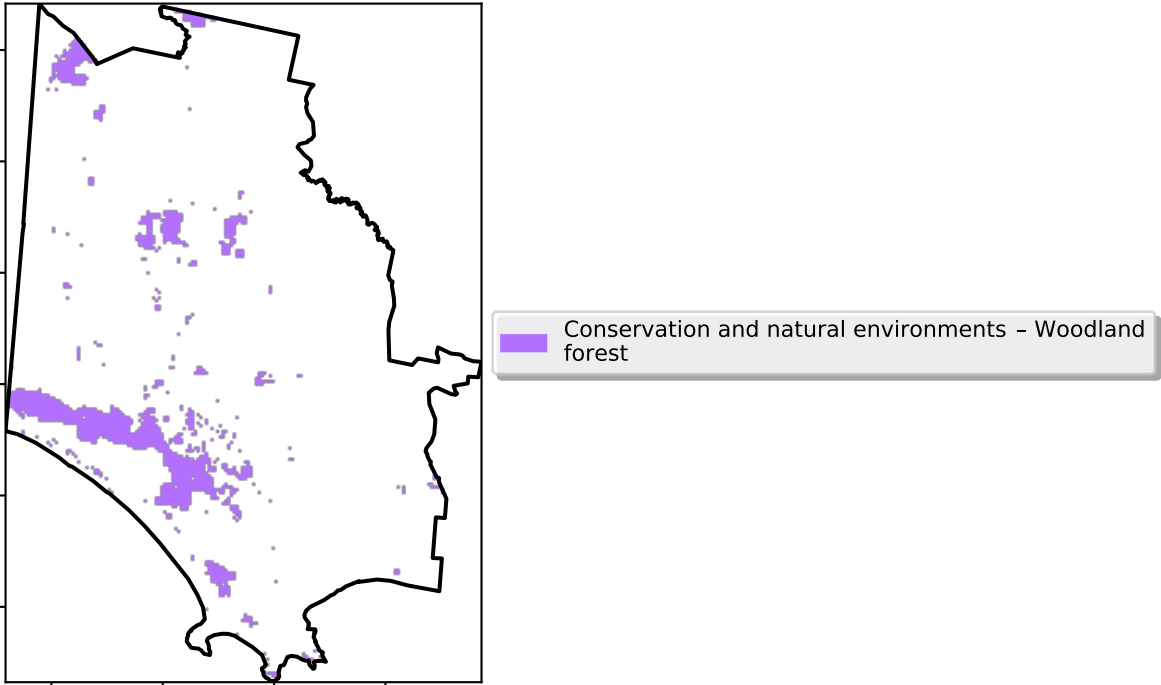 Conservation and natural environments – Woodland
forest